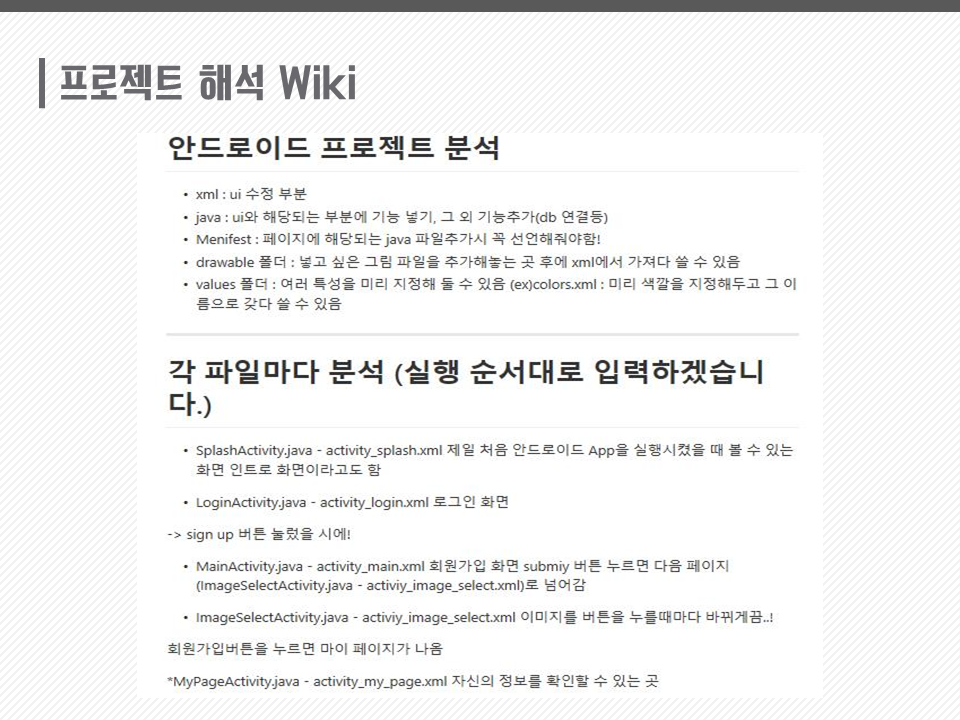 프로젝트 해석 Wiki
안드로이드 프로젝트 분석
• xml : ui 수정 부분
• java : ui와 해당되는 부분에 기능 넣기, 그 외 기능추가(db 연결등)
• Menifest : 페이지에 해당되는 java 파일추가시 꼭 선언해줘야함!
• drawable 폴더 : 넣고 싶은 그림 파일을 추가해놓는 곳 후에 xml에서 가져다 쓸 수 있음
• values 폴더 : 여러 특성을 미리 지정해 둘 수 있음 (ex)colors.xml : 미리 색깔을 지정해두고 그 이
름으로 갖다 쓸 수 있음
각 파일마다 분석 (실행 순서대로 입력하겠습니
다.)
• SplashActivity.java - activity_splash.xml 제일 처음 안드로이드 App을 실행시켰을 때 볼 수 있는
화면 인트로 화면이라고도 함
• LoginActivity.java - activity_login.xml 로그인 화면
-> sign up 버튼 눌렀을 시에!
• MainActivity.java - activity_main.xml 회원가입 화면 submiy 버튼 누르면 다음 페이지
(ImageSelectActivity.java - activiy_image_select.xml)로 넘어감
• ImageSelectActivity.java - activiy_image_select.xml 이미지를 버튼을 누를때마다 바뀌게끔..!
회원가입버튼을 누르면 마이 페이지가 나옴
*MyPageActivity.java - activity_my_page.xml 자신의 정보를 확인할 수 있는 곳